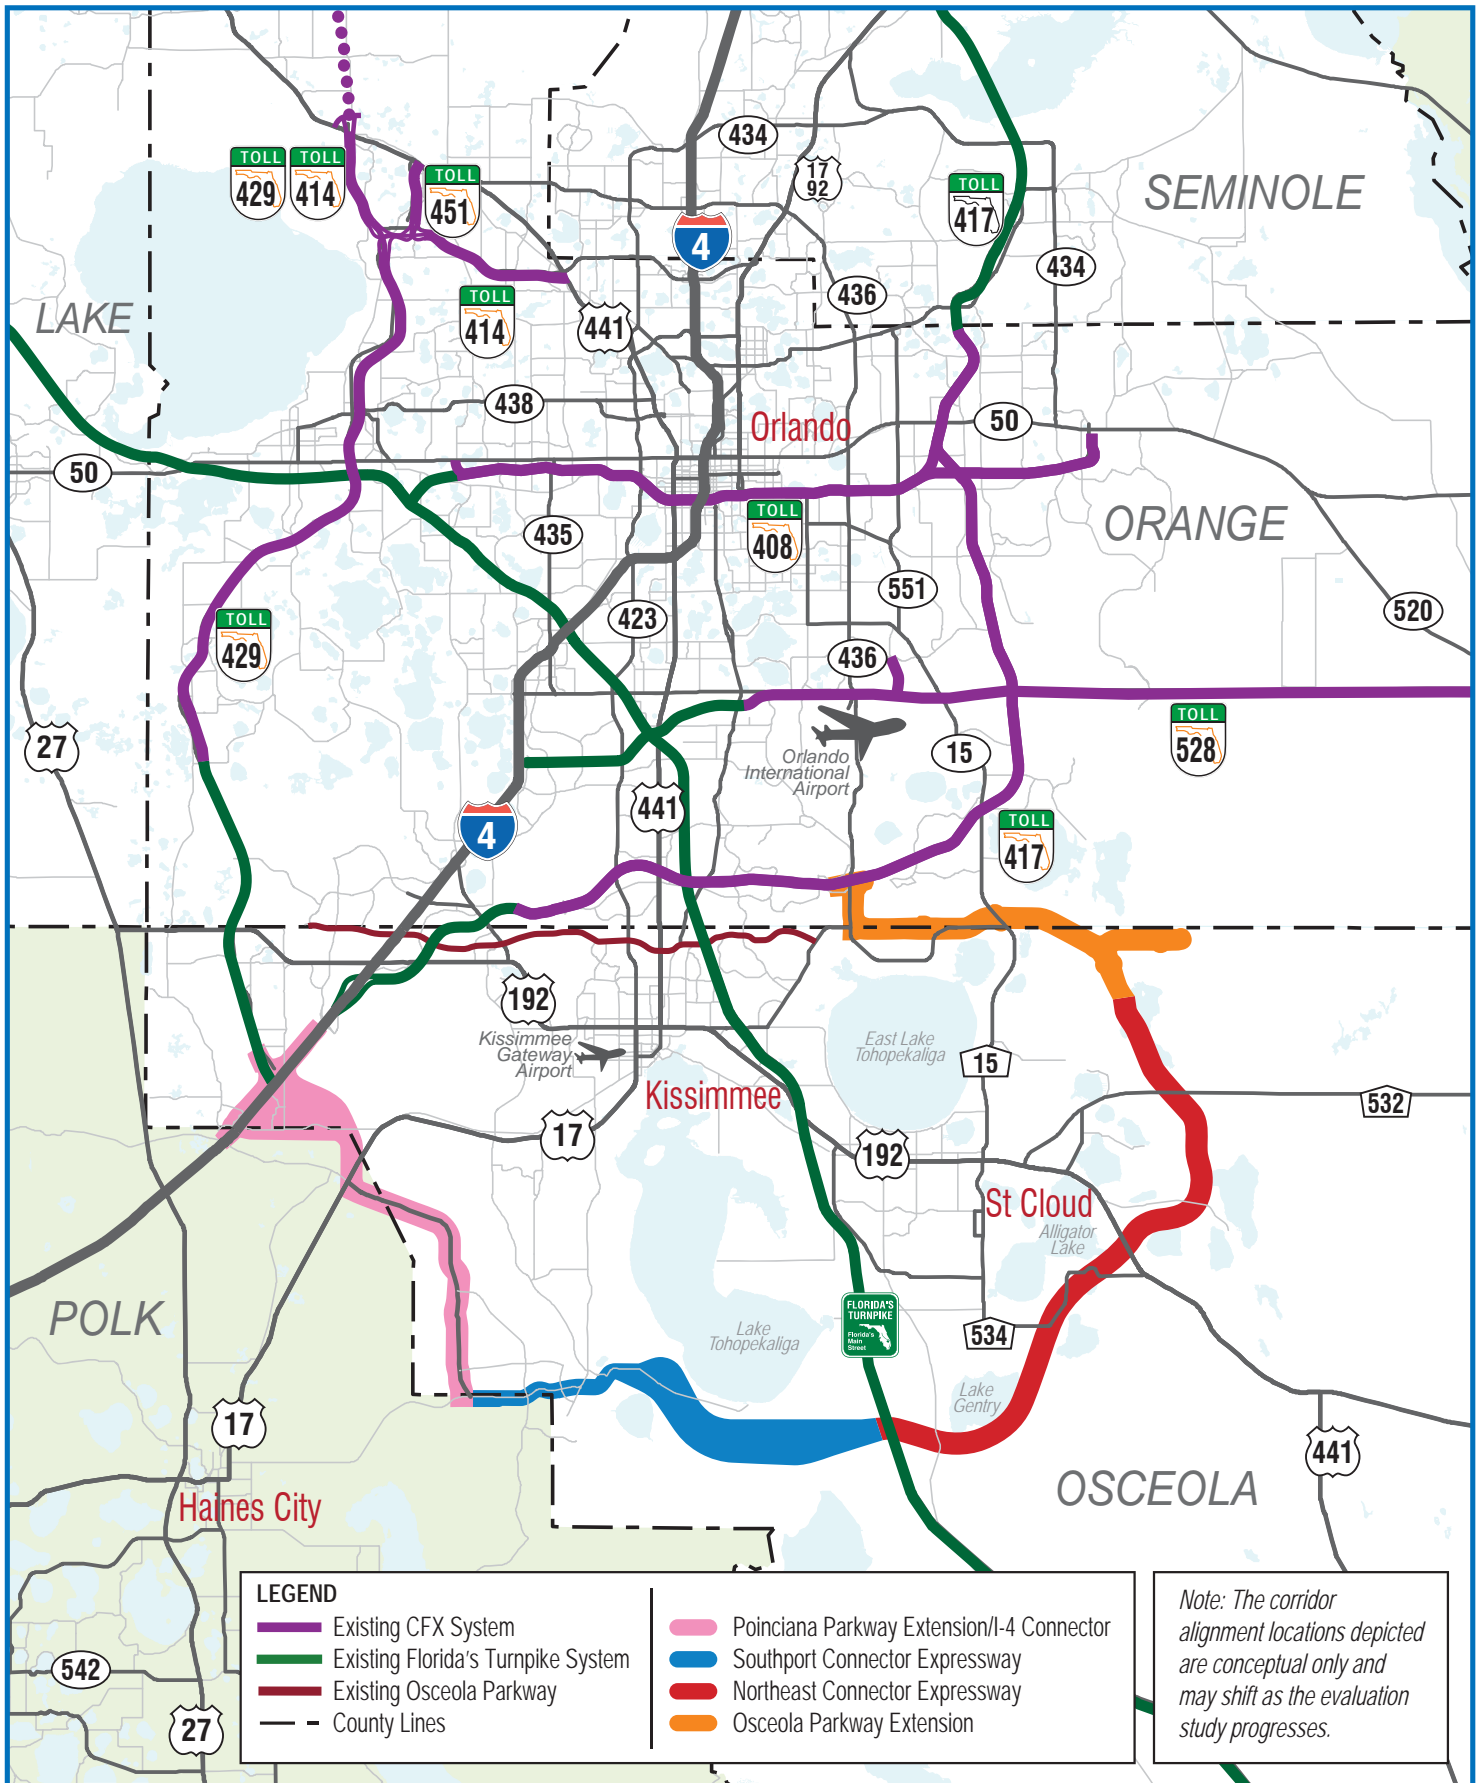 434
17
92
TOLL
429
TOLL
414
TOLL
451
TOLL
417
SEMINOLE
4
434
436
LAKE
TOLL
414
441
438
Orlando
50
50
TOLL
408
435
ORANGE
551
423
520
TOLL
429
436
27
TOLL
528
15
Orlando
International
Airport
441
4
TOLL
417
192
Kissimmee
Gateway
Airport
East Lake
Tohopekaliga
15
Kissimmee
532
17
192
St Cloud
Alligator
Lake
POLK
FLORIDA'S
TURNPIKE
Florida's
Main
Street
Lake
Tohopekaliga
534
Lake
Gentry
17
441
OSCEOLA
Haines City
542
27
LEGEND
Existing CFX System
Existing Florida's Turnpike System
Existing Osceola Parkway
County Lines
Poinciana Parkway Extension/I-4 Connector
Southport Connector Expressway
Northeast Connector Expressway
Osceola Parkway Extension
Note: The corridor
alignment locations depicted
are conceptual only and
may shift as the evaluation
study progresses.